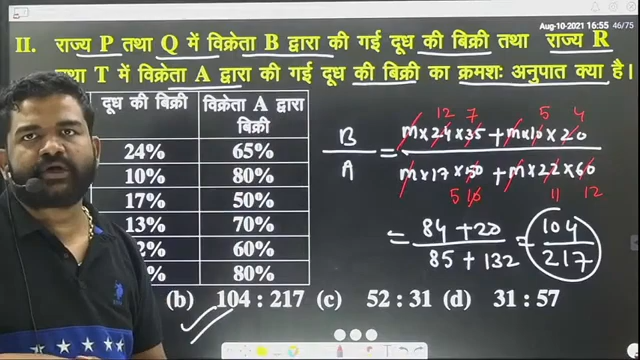 Aug-10-2021 16:55 46/75
II. राज्य P तथा Q में विक्रेता B द्वारा की गई दूध की बिक्री तथा राज्य R
तथा T में विक्रेता A द्वारा की गई दूध की बिक्री का क्रमशः अनुपात क्या है।
दूध की बिक्री विक्रेता A द्वारा बिक्री
24% 65%
10% 80%
17% 50%
13% 70%
2% 60%
% 80%
12 7 5 4
B/A = m×24×35 + m×10×20
m×17×50 + m×22×60
5 10 11 12
= 84 + 20 / 85 + 132 = 104/217
(b) 104 : 217 (c) 52 : 31 (d) 31 : 57